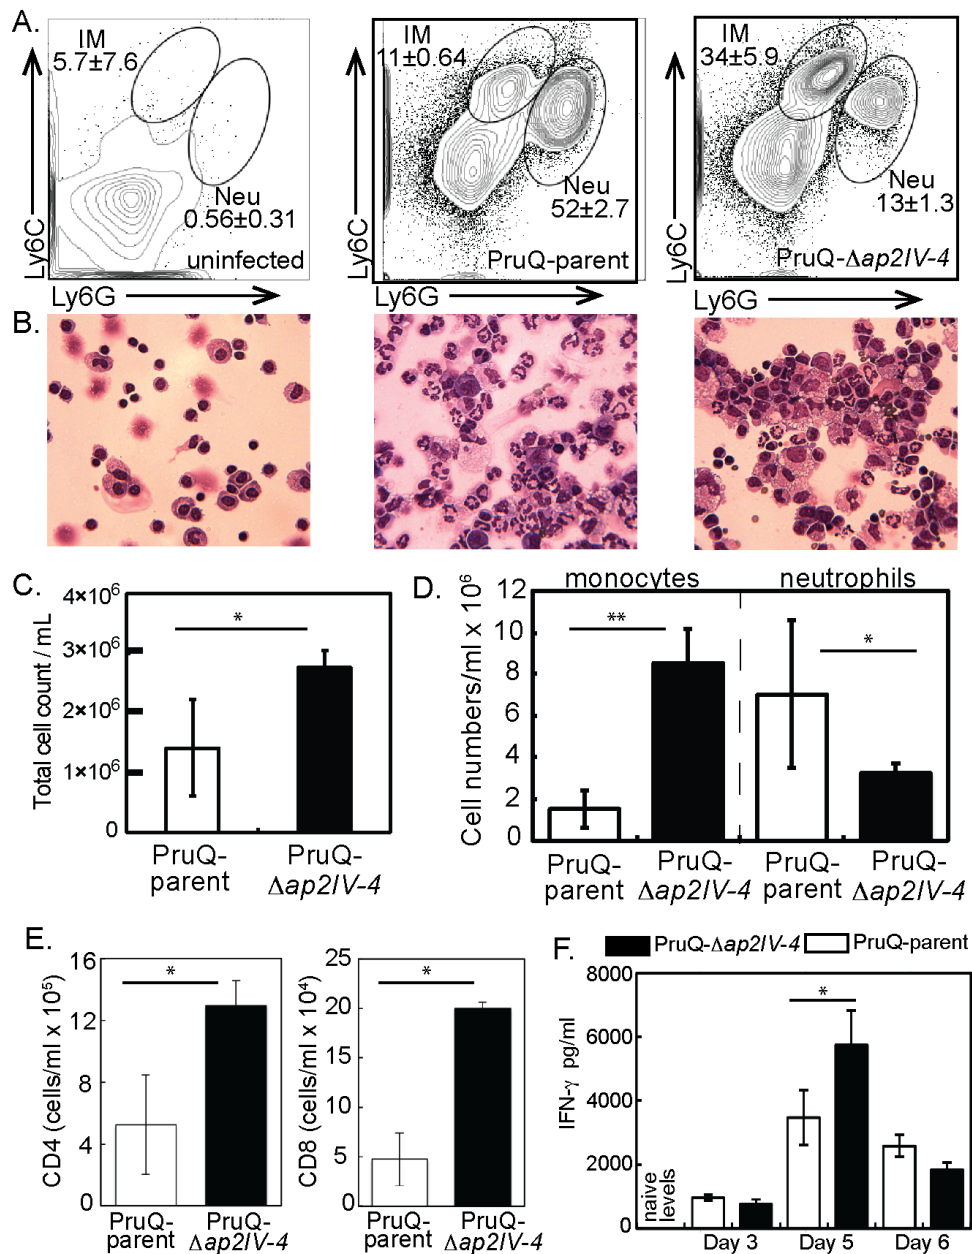 A.
IM
5.7±7.6
Neu
0.56±0.31
uninfected
Ly6C
Ly6G
IM
11±0.64
Neu
52±2.7
PruQ-parent
Ly6C
Ly6G
IM
34±5.9
Neu
13±1.3
PruQ-Δap2IV-4
Ly6C
Ly6G
B.
C.
Total cell count / mL
4×10⁶
3×10⁶
2×10⁶
1×10⁶
0
*
PruQ-
parent
PruQ-
Δap2IV-4
D.
monocytes
neutrophils
Cell numbers/ml x 10⁶
12
10
8
6
4
2
0
**
*
PruQ-
parent
PruQ-
Δap2IV-4
PruQ-
parent
PruQ-
Δap2IV-4
E.
CD4 (cells/ml x 10⁵)
16
12
8
4
0
*
PruQ-
parent
PruQ-
Δap2IV-4
CD8 (cells/ml x 10⁴)
25
20
15
10
5
0
*
PruQ-
parent
PruQ-
Δap2IV-4
F.
PruQ-Δap2IV-4
PruQ-parent
IFN-γ pg/ml
8000
6000
4000
2000
0
*
naive
levels
Day 3
Day 5
Day 6